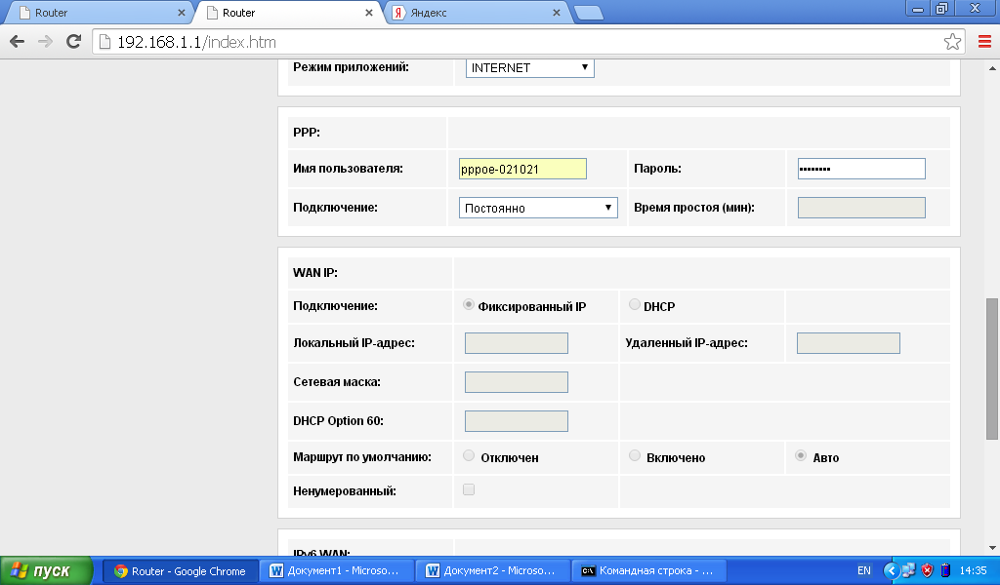 Router
Router
Яндекс
192.168.1.1/index.htm
Режим приложений: INTERNET
PPP:
Имя пользователя: pppoe-021021 Пароль: ••••••••
Подключение: Постоянно Время простоя (мин):
WAN IP:
Подключение: Фиксированный IP DHCP
Локальный IP-адрес: Удаленный IP-адрес:
Сетевая маска:
DHCP Option 60:
Маршрут по умолчанию: Отключен Включено Авто
Ненумерованный:
IPv6 WAN:
пуск Router - Google Chrome Документ1 - Microso... Документ2 - Microso... Командная строка - ... EN 14:35